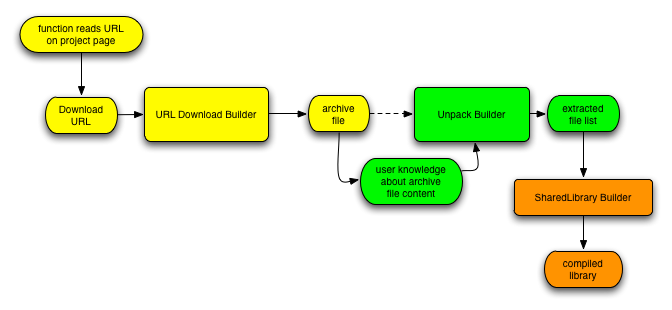 function reads URL
on project page
Download
URL
URL Download Builder
archive
file
Unpack Builder
extracted
file list
user knowledge
about archive
file content
SharedLibrary Builder
compiled
library